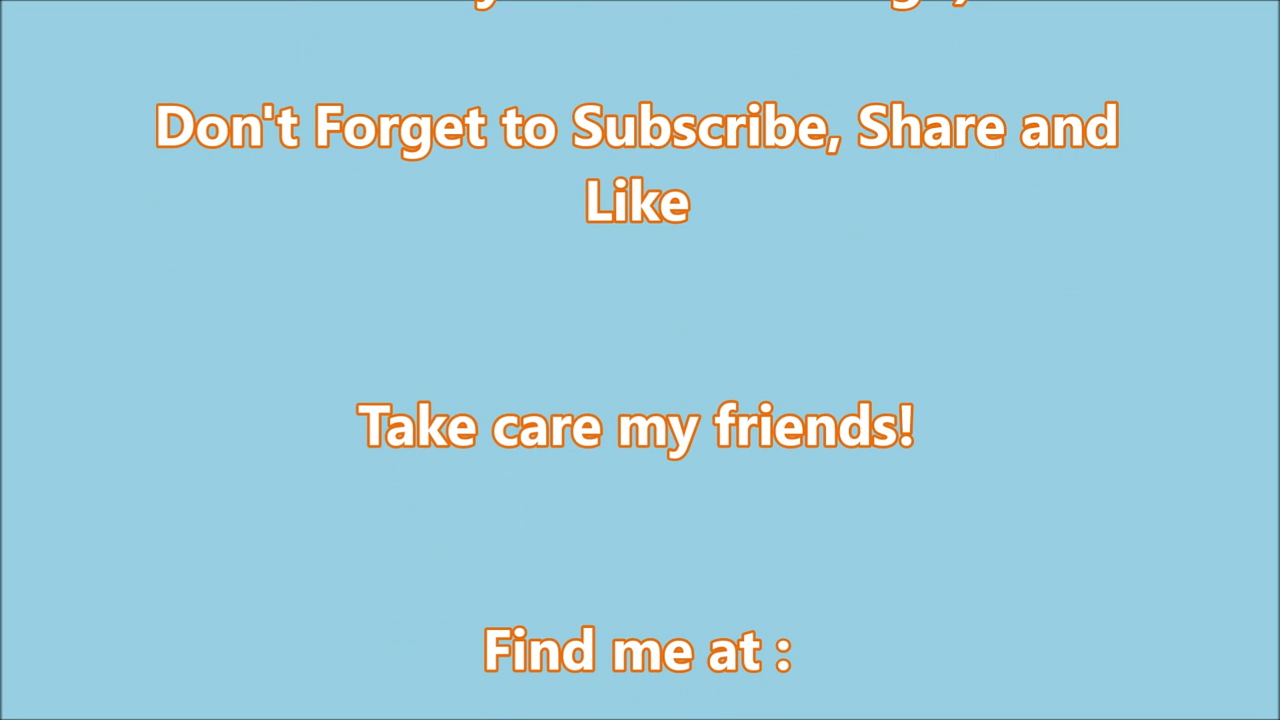 Don't Forget to Subscribe, Share and
Like
Take care my friends!
Find me at :